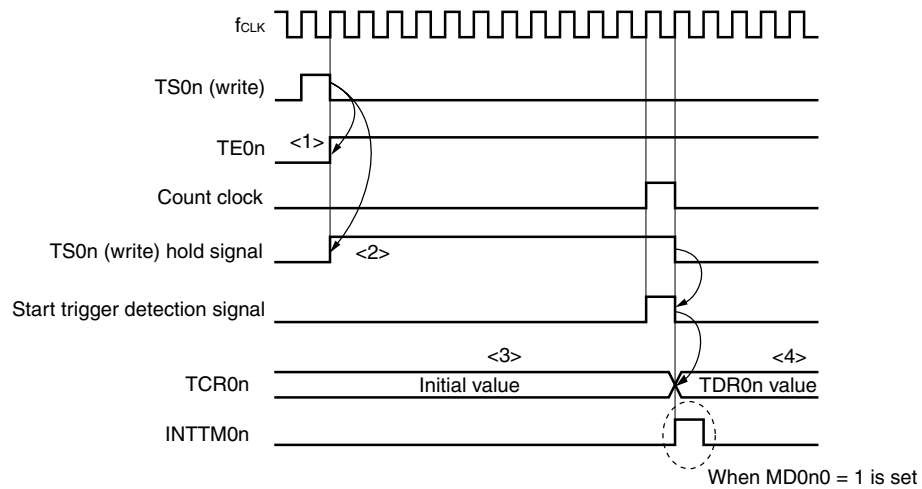 fCLK
TS0n (write)
<1>
TE0n
Count clock
TS0n (write) hold signal
<2>
Start trigger detection signal
<3>
<4>
TCR0n
Initial value
TDR0n value
INTTM0n
When MD0n0 = 1 is set